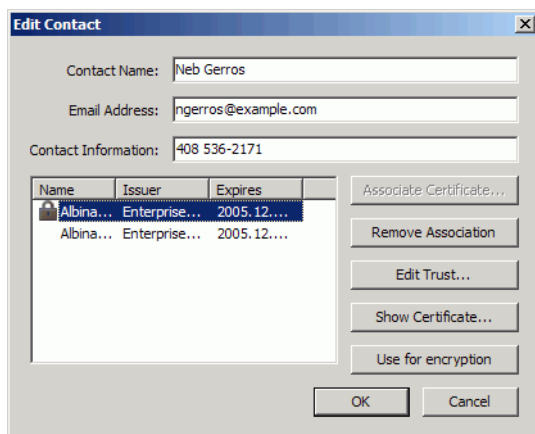 Edit Contact
Contact Name: Neb Gerros
Email Address: ngerros@example.com
Contact Information: 408 536-2171
Name Issuer Expires
Albina... Enterprise... 2005.12....
Albina... Enterprise... 2005.12....
Associate Certificate...
Remove Association
Edit Trust...
Show Certificate...
Use for encryption
OK Cancel